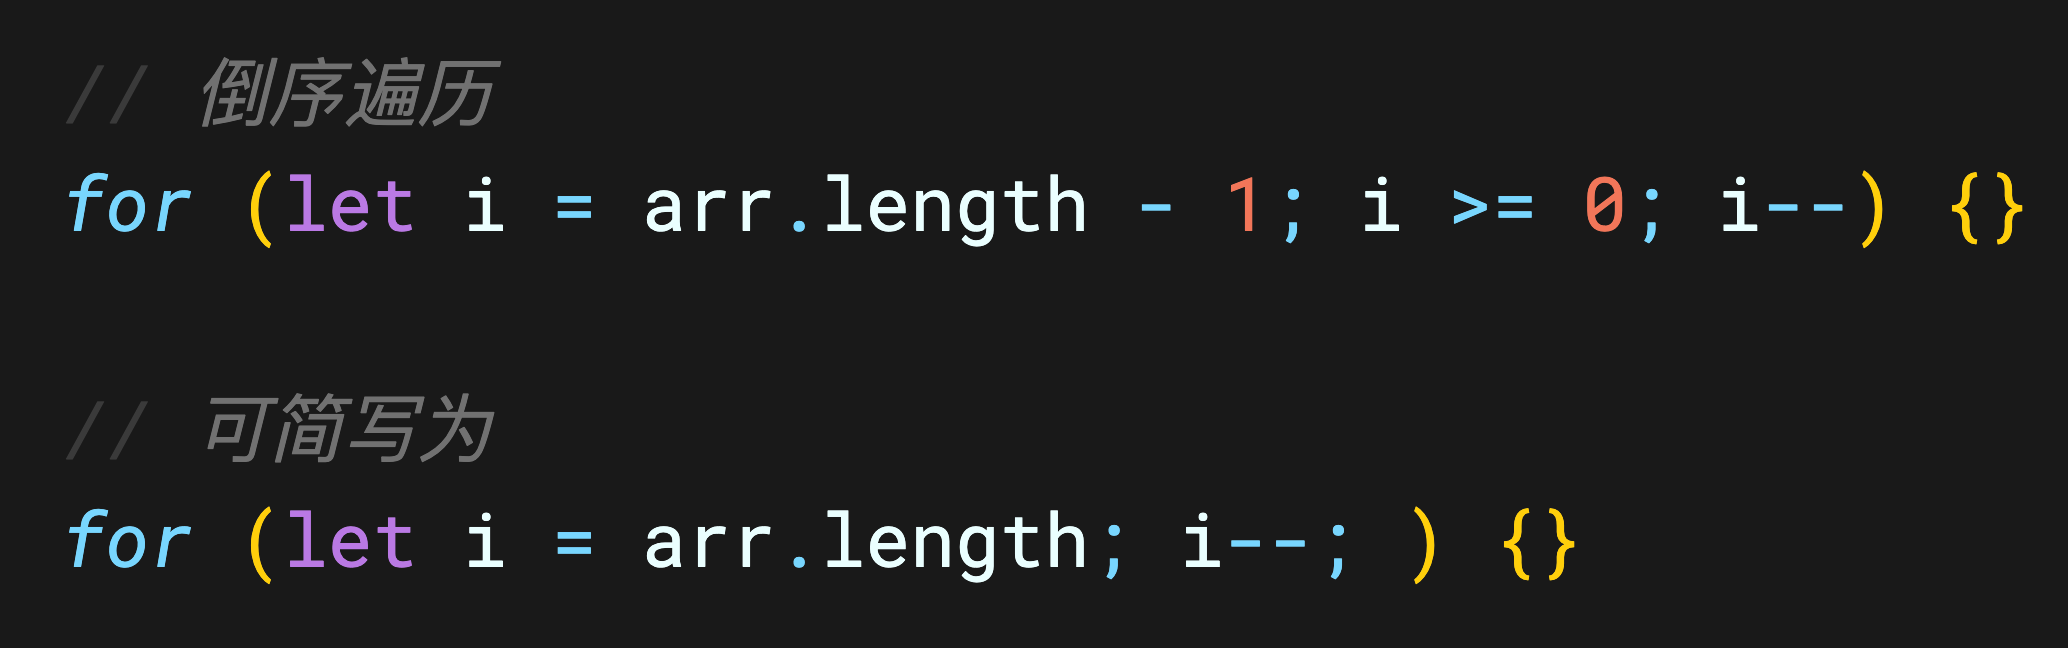 // 倒序遍历
for (let i = arr.length - 1; i >= 0; i--) {}
// 可简写为
for (let i = arr.length; i--; ) {}